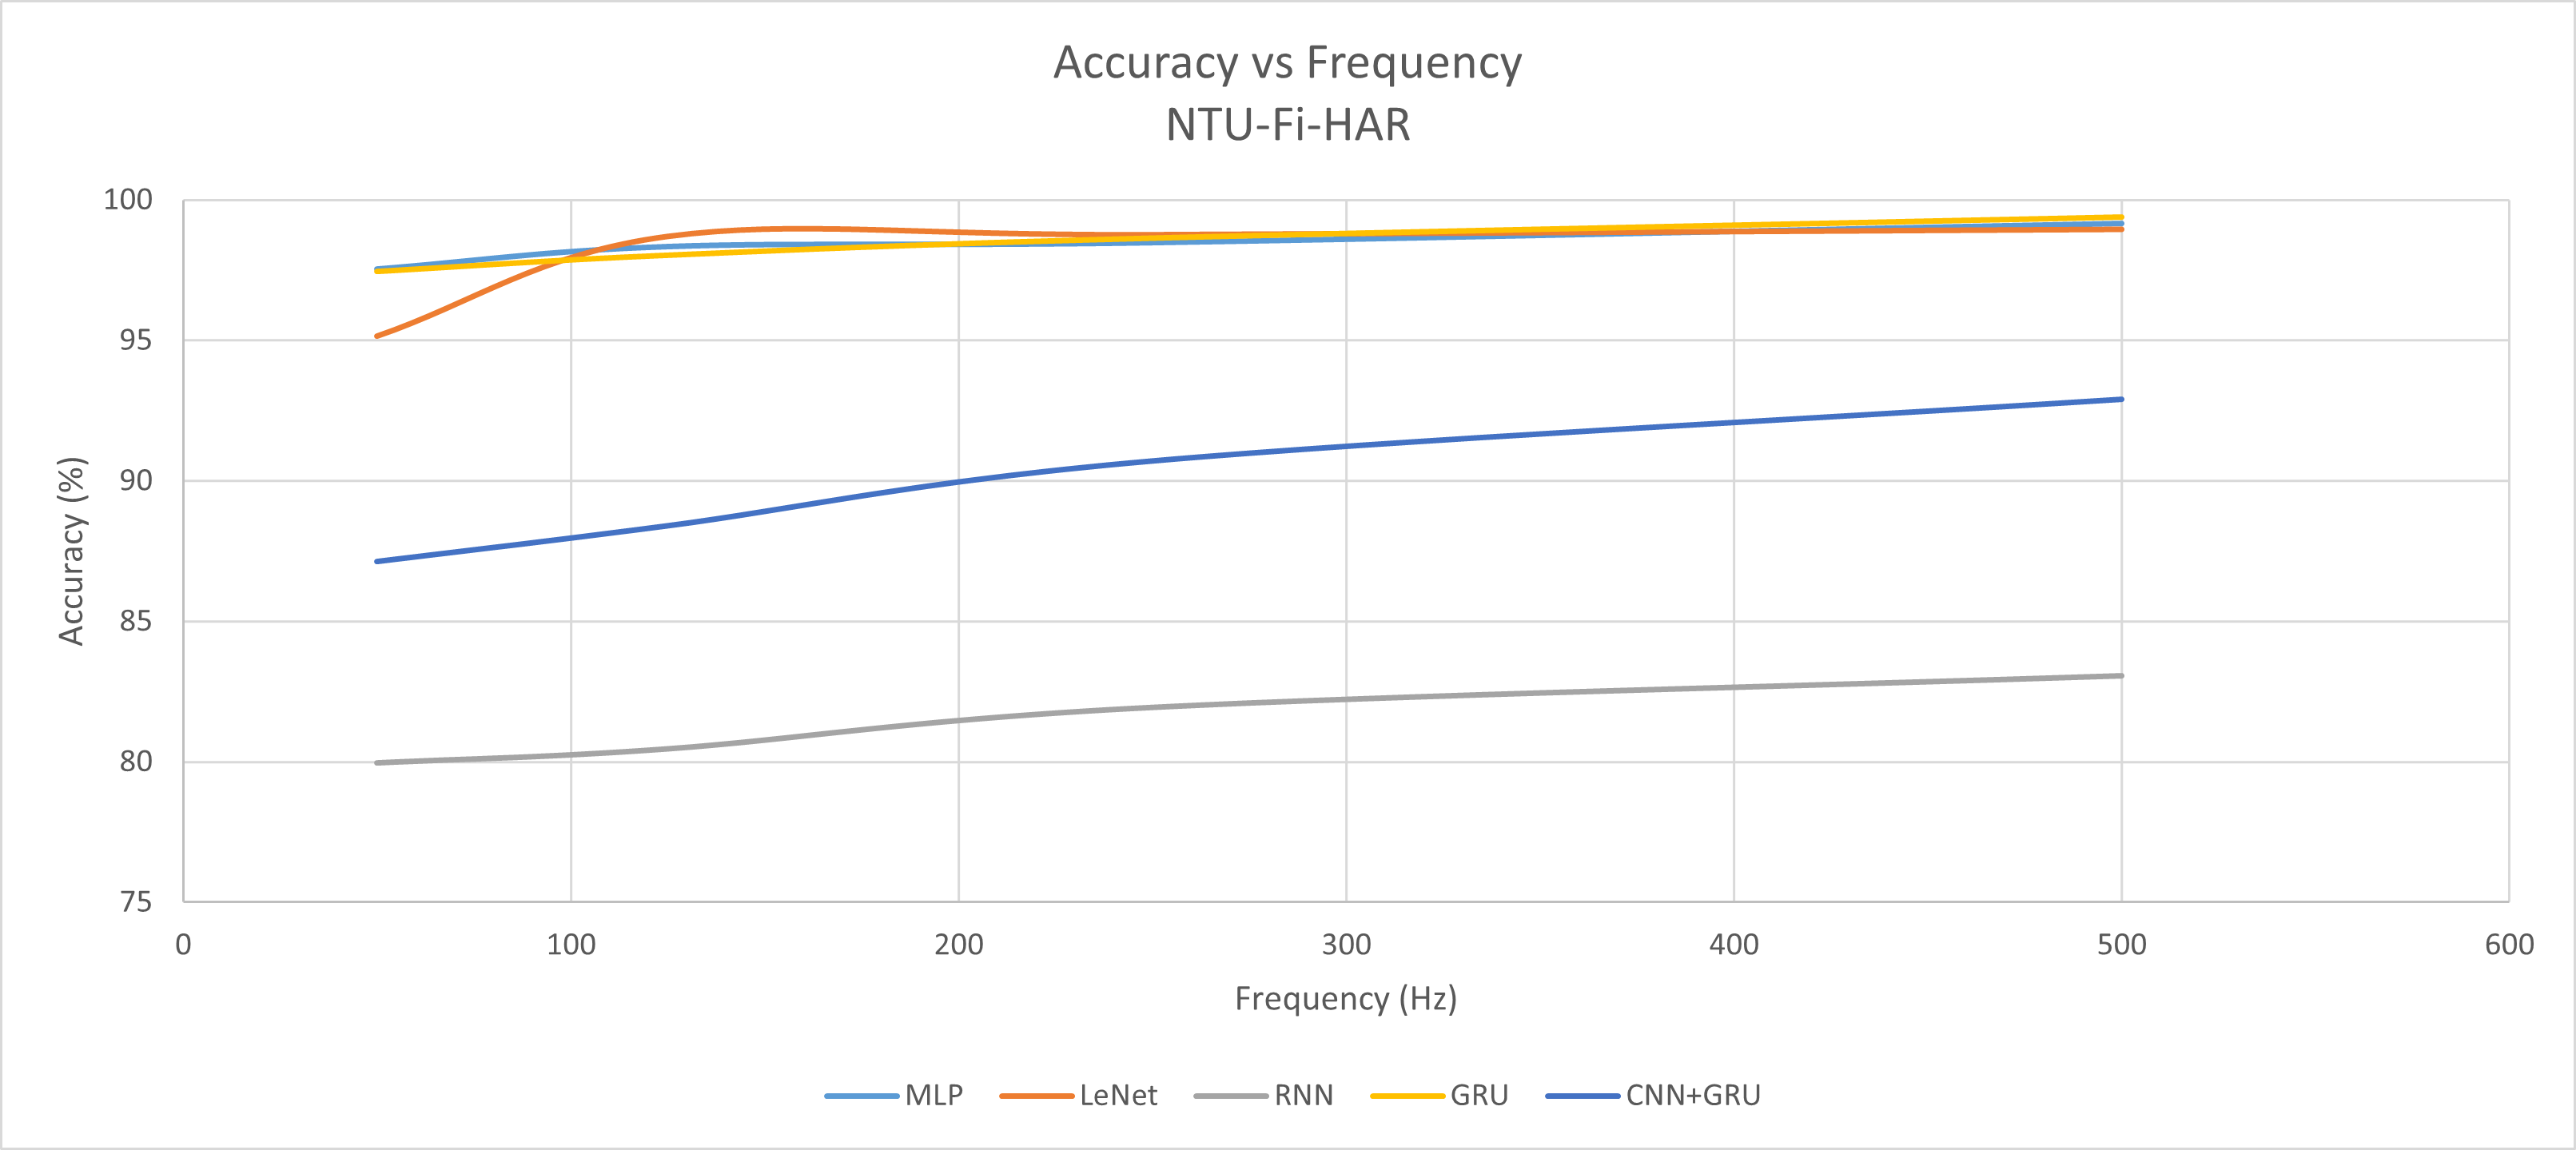 Accuracy vs Frequency
NTU-Fi-HAR
100
95
90
85
80
75
Accuracy (%)
0 100 200 300 400 500 600
Frequency (Hz)
MLP LeNet RNN GRU CNN+GRU